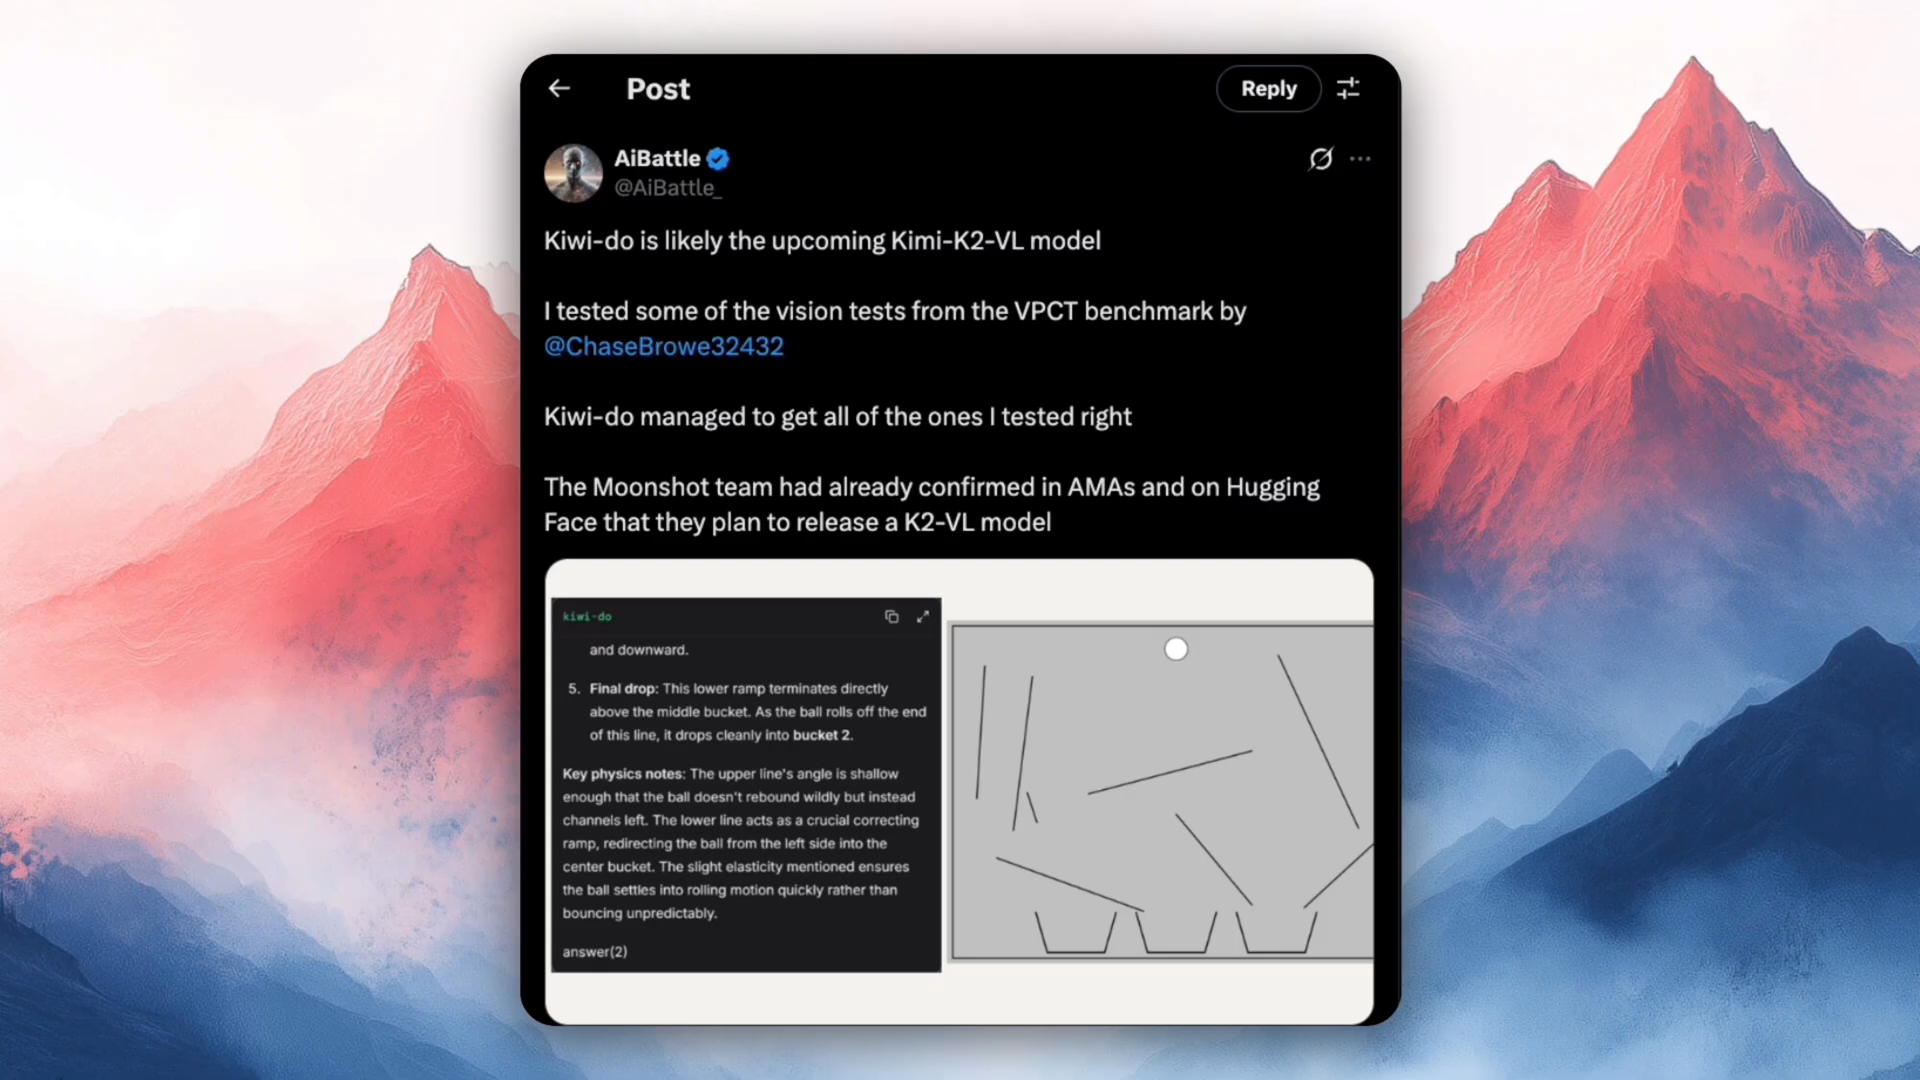 Post
Reply
AiBattle
@AiBattle_
Kiwi-do is likely the upcoming Kimi-K2-VL model
I tested some of the vision tests from the VPCT benchmark by
@ChaseBrowe32432
Kiwi-do managed to get all of the ones I tested right
The Moonshot team had already confirmed in AMAs and on Hugging
Face that they plan to release a K2-VL model
kiwi-do
and downward.
5. Final drop: This lower ramp terminates directly
above the middle bucket. As the ball rolls off the end
of this line, it drops cleanly into bucket 2.
Key physics notes: The upper line's angle is shallow
enough that the ball doesn't rebound wildly but instead
channels left. The lower line acts as a crucial correcting
ramp, redirecting the ball from the left side into the
center bucket. The slight elasticity mentioned ensures
the ball settles into rolling motion quickly rather than
bouncing unpredictably.
answer(2)